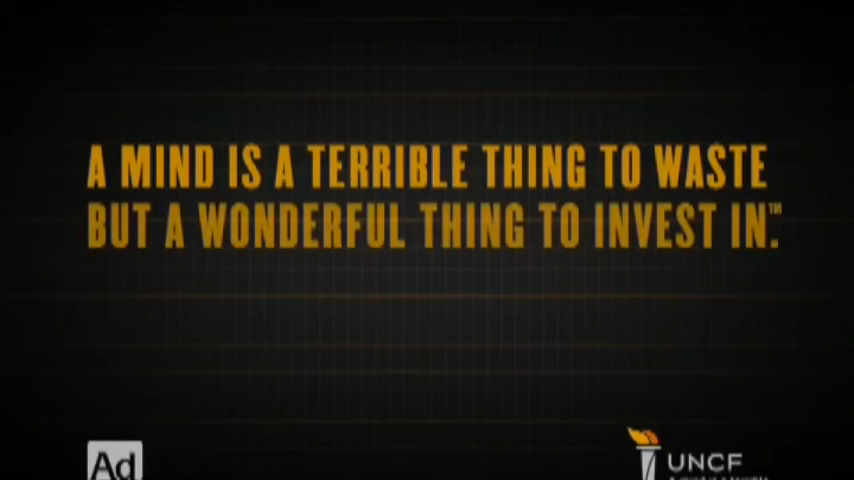 A MIND IS A TERRIBLE THING TO WASTE
BUT A WONDERFUL THING TO INVEST IN.™
Ad
UNCF